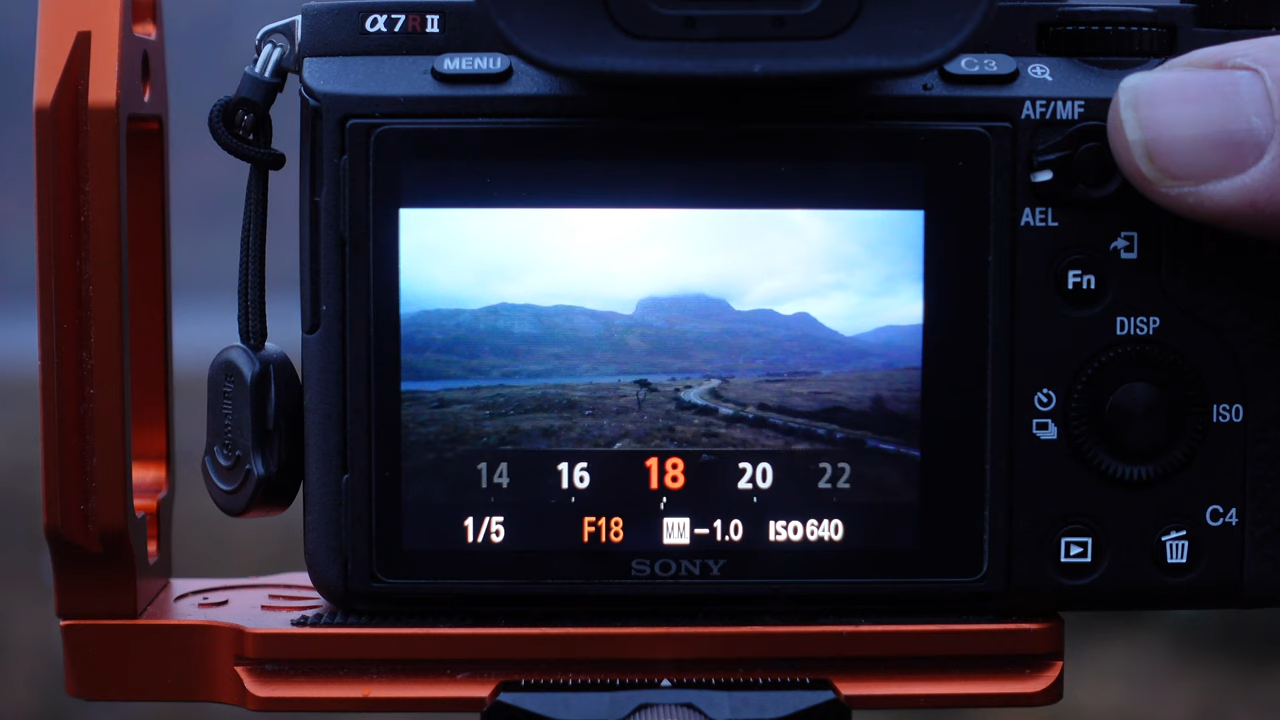 α7RII
MENU
C3
AF/MF
AEL
Fn
DISP
ISO
C4
14 16 18 20 22
1/5 F18 MM -1.0 ISO640
SONY